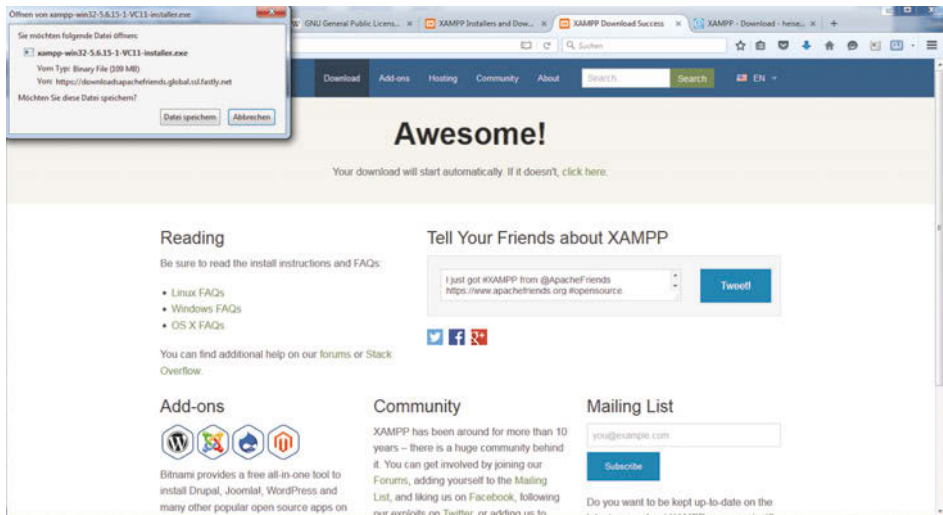 Öffnen von xampp-win32-5.6.15-1-VC11-installer.exe
Sie möchten folgende Datei öffnen:
xampp-win32-5.6.15-1-VC11-installer.exe
Vom Typ: Binary File (109 MB)
Von: https://downloadsapachefriends.global.ssl.fastly.net
Möchten Sie diese Datei speichern?
Datei speichern
Abbrechen
GNU General Public Licens...
XAMPP Installers and Dow...
XAMPP Download Success
XAMPP - Download - heise...
Suchen
Download
Add-ons
Hosting
Community
About
Search
Search
EN
Awesome!
Your download will start automatically. If it doesn't, click here.
Reading
Be sure to read the install instructions and FAQs:
• Linux FAQs
• Windows FAQs
• OS X FAQs
You can find additional help on our forums or Stack
Overflow.
Tell Your Friends about XAMPP
I just got #XAMPP from @ApacheFriends
https://www.apachefriends.org #opensource
Tweet!
Add-ons
Bitnami provides a free all-in-one tool to
install Drupal, Joomla!, WordPress and
many other popular open source apps on
Community
XAMPP has been around for more than 10
years – there is a huge community behind
it. You can get involved by joining our
Forums, adding yourself to the Mailing
List, and liking us on Facebook, following
our exploits on Twitter, or adding us to
Mailing List
you@example.com
Subscribe
Do you want to be kept up-to-date on the